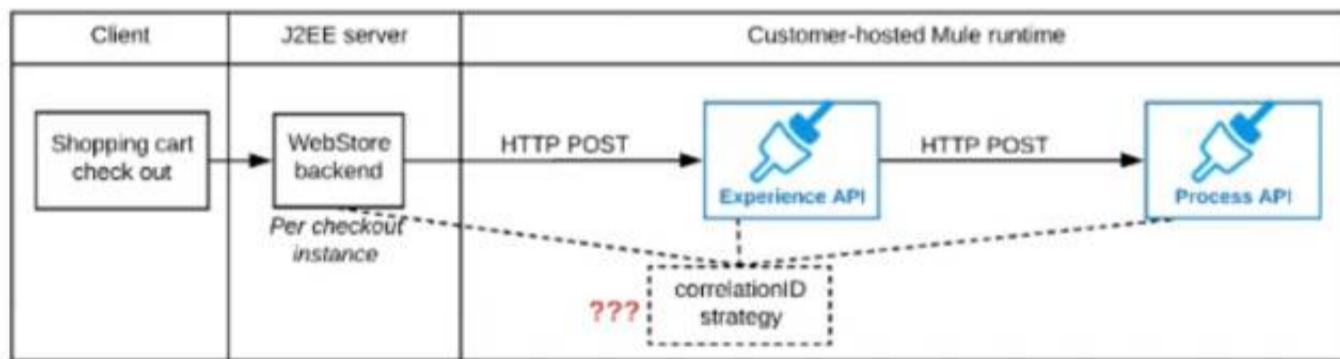 Client
J2EE server
Customer-hosted Mule runtime
Shopping cart
check out
WebStore
backend
HTTP POST
Experience API
HTTP POST
Process API
Per checkout
instance
???
correlationID
strategy